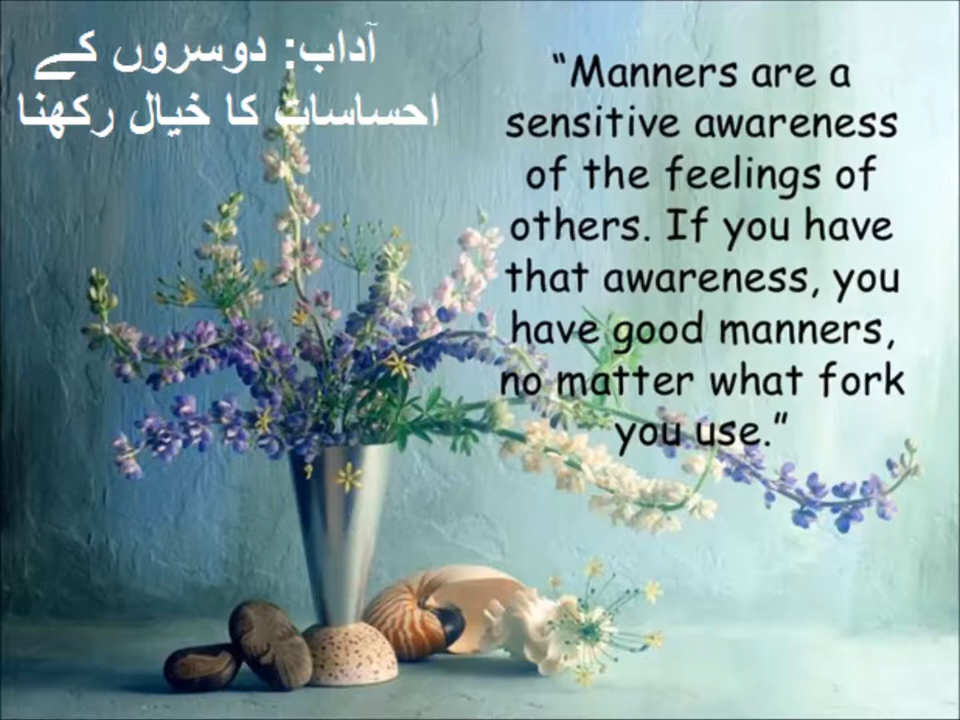 آداب: دوسروں کے
احساسات کا خیال رکھنا
“Manners are a
sensitive awareness
of the feelings of
others. If you have
that awareness, you
have good manners,
no matter what fork
you use.”